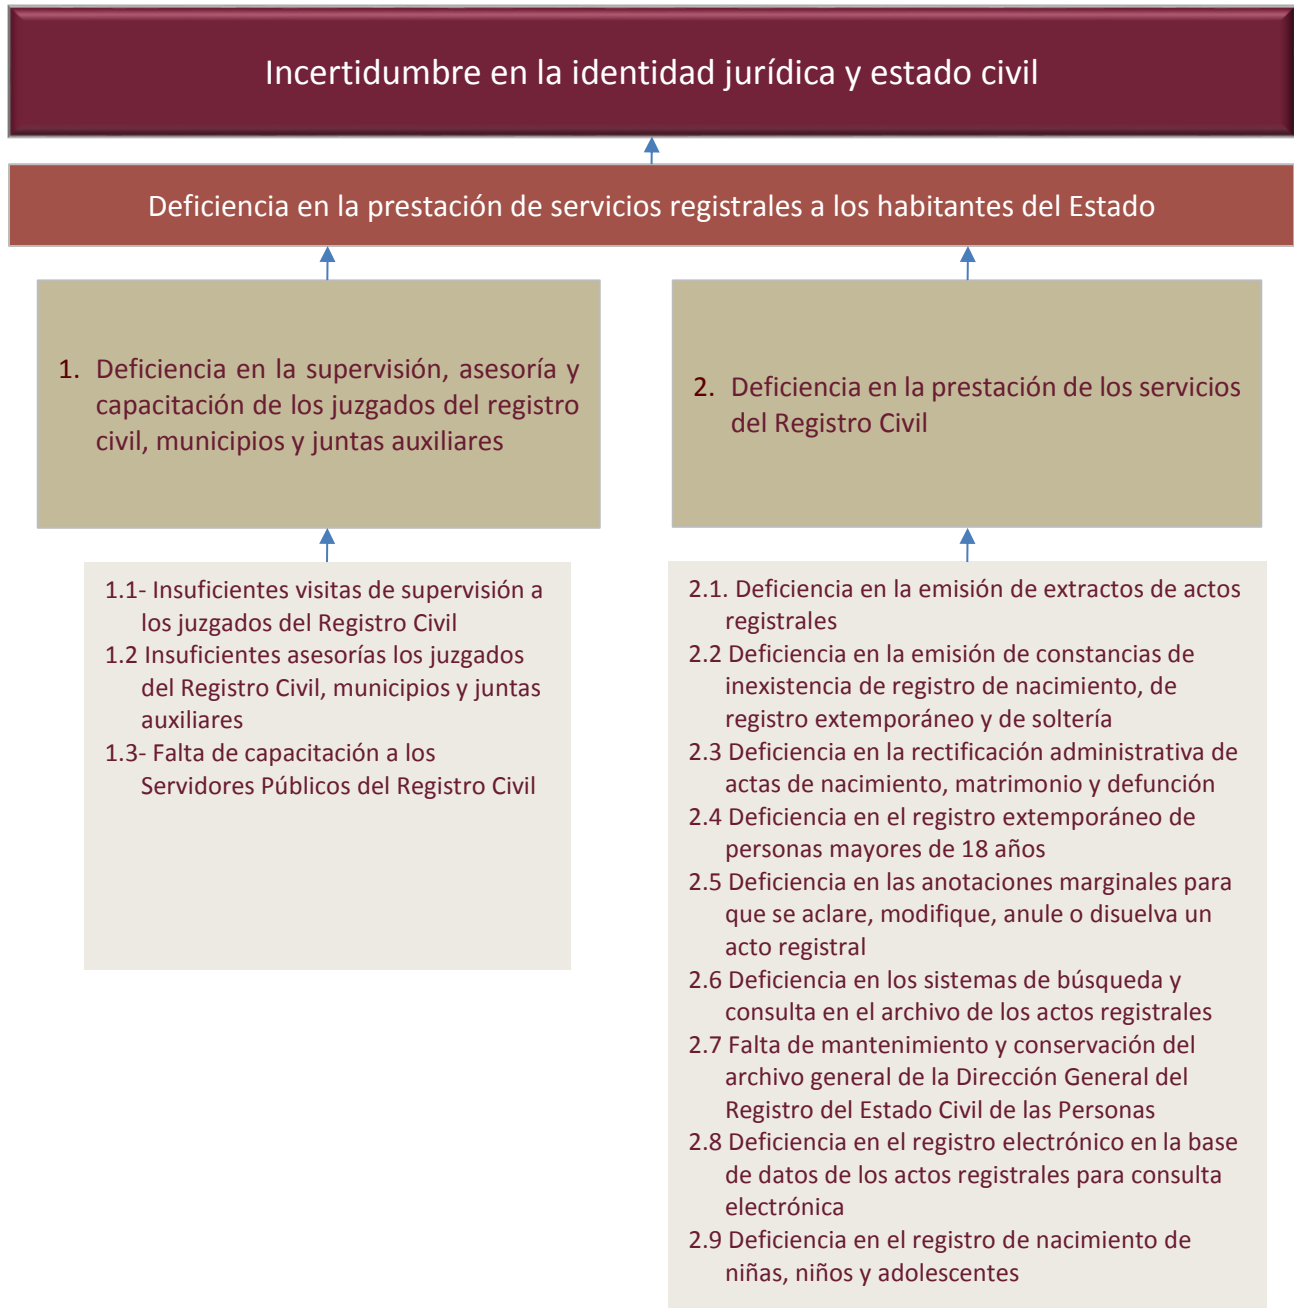 Incertidumbre en la identidad jurídica y estado civil
Deficiencia en la prestación de servicios registrales a los habitantes del Estado
1. Deficiencia en la supervisión, asesoría y
capacitación de los juzgados del registro
civil, municipios y juntas auxiliares
2. Deficiencia en la prestación de los servicios
del Registro Civil
1.1- Insuficientes visitas de supervisión a
los juzgados del Registro Civil
1.2 Insuficientes asesorías los juzgados
del Registro Civil, municipios y juntas
auxiliares
1.3- Falta de capacitación a los
Servidores Públicos del Registro Civil
2.1. Deficiencia en la emisión de extractos de actos
registrales
2.2 Deficiencia en la emisión de constancias de
inexistencia de registro de nacimiento, de
registro extemporáneo y de soltería
2.3 Deficiencia en la rectificación administrativa de
actas de nacimiento, matrimonio y defunción
2.4 Deficiencia en el registro extemporáneo de
personas mayores de 18 años
2.5 Deficiencia en las anotaciones marginales para
que se aclare, modifique, anule o disuelva un
acto registral
2.6 Deficiencia en los sistemas de búsqueda y
consulta en el archivo de los actos registrales
2.7 Falta de mantenimiento y conservación del
archivo general de la Dirección General del
Registro del Estado Civil de las Personas
2.8 Deficiencia en el registro electrónico en la base
de datos de los actos registrales para consulta
electrónica
2.9 Deficiencia en el registro de nacimiento de
niñas, niños y adolescentes